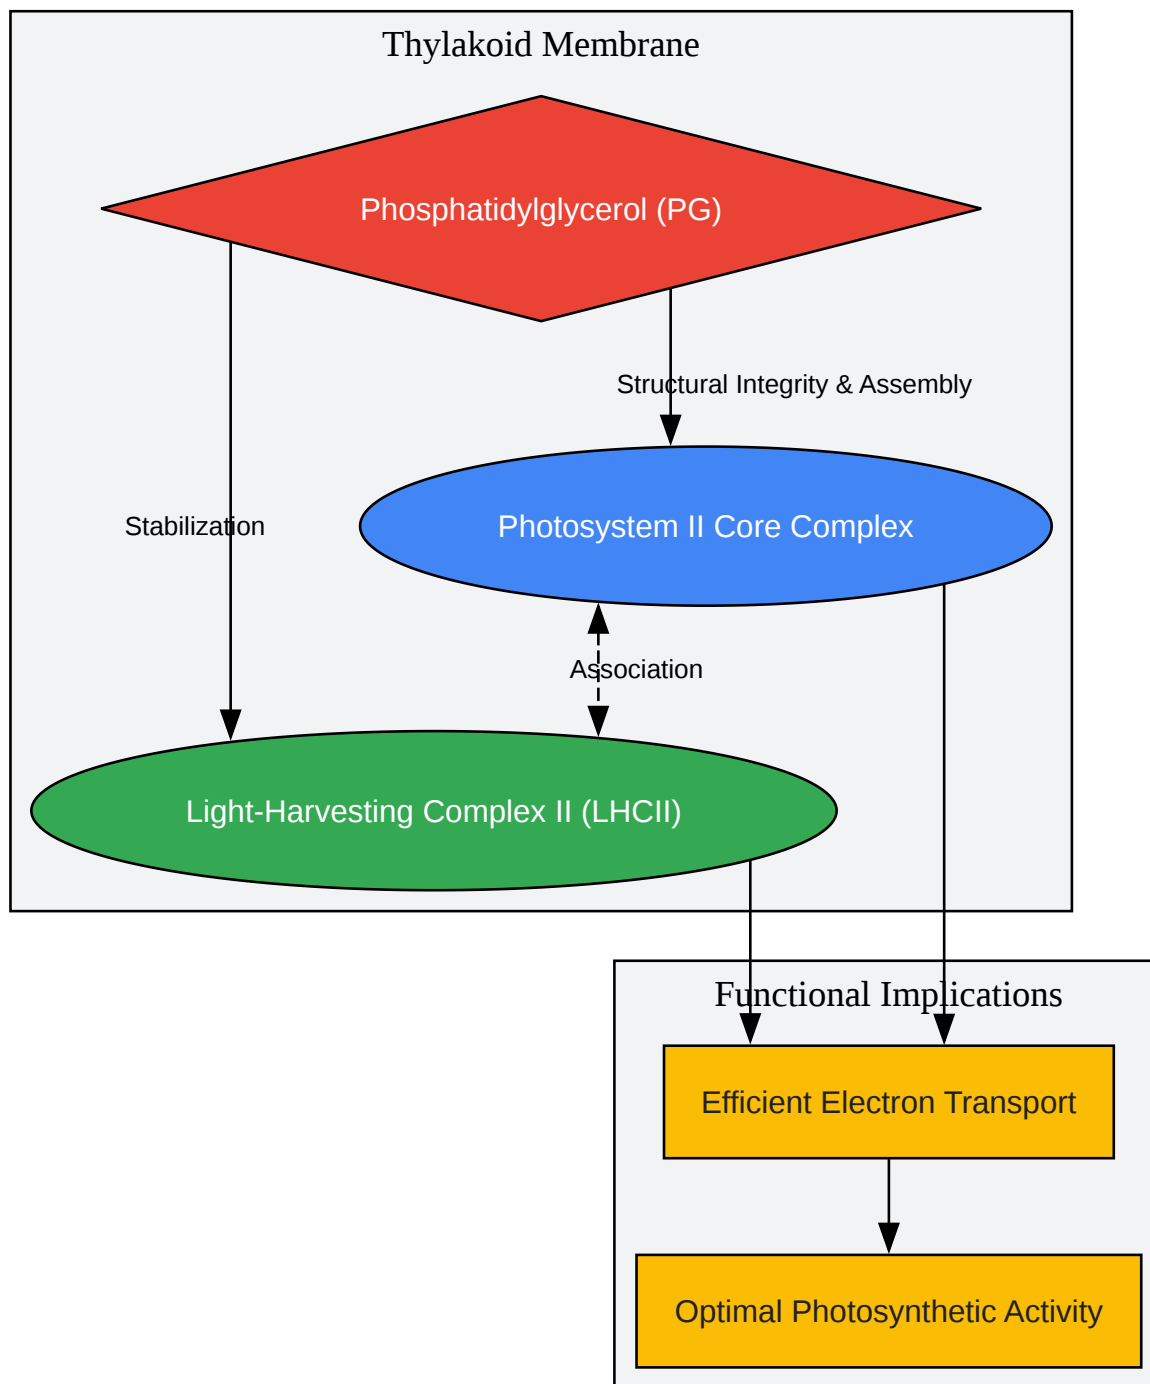 Thylakoid Membrane
Phosphatidylglycerol (PG)
Structural Integrity & Assembly
Stabilization
Photosystem II Core Complex
Association
Light-Harvesting Complex II (LHCII)
Functional Implications
Efficient Electron Transport
Optimal Photosynthetic Activity